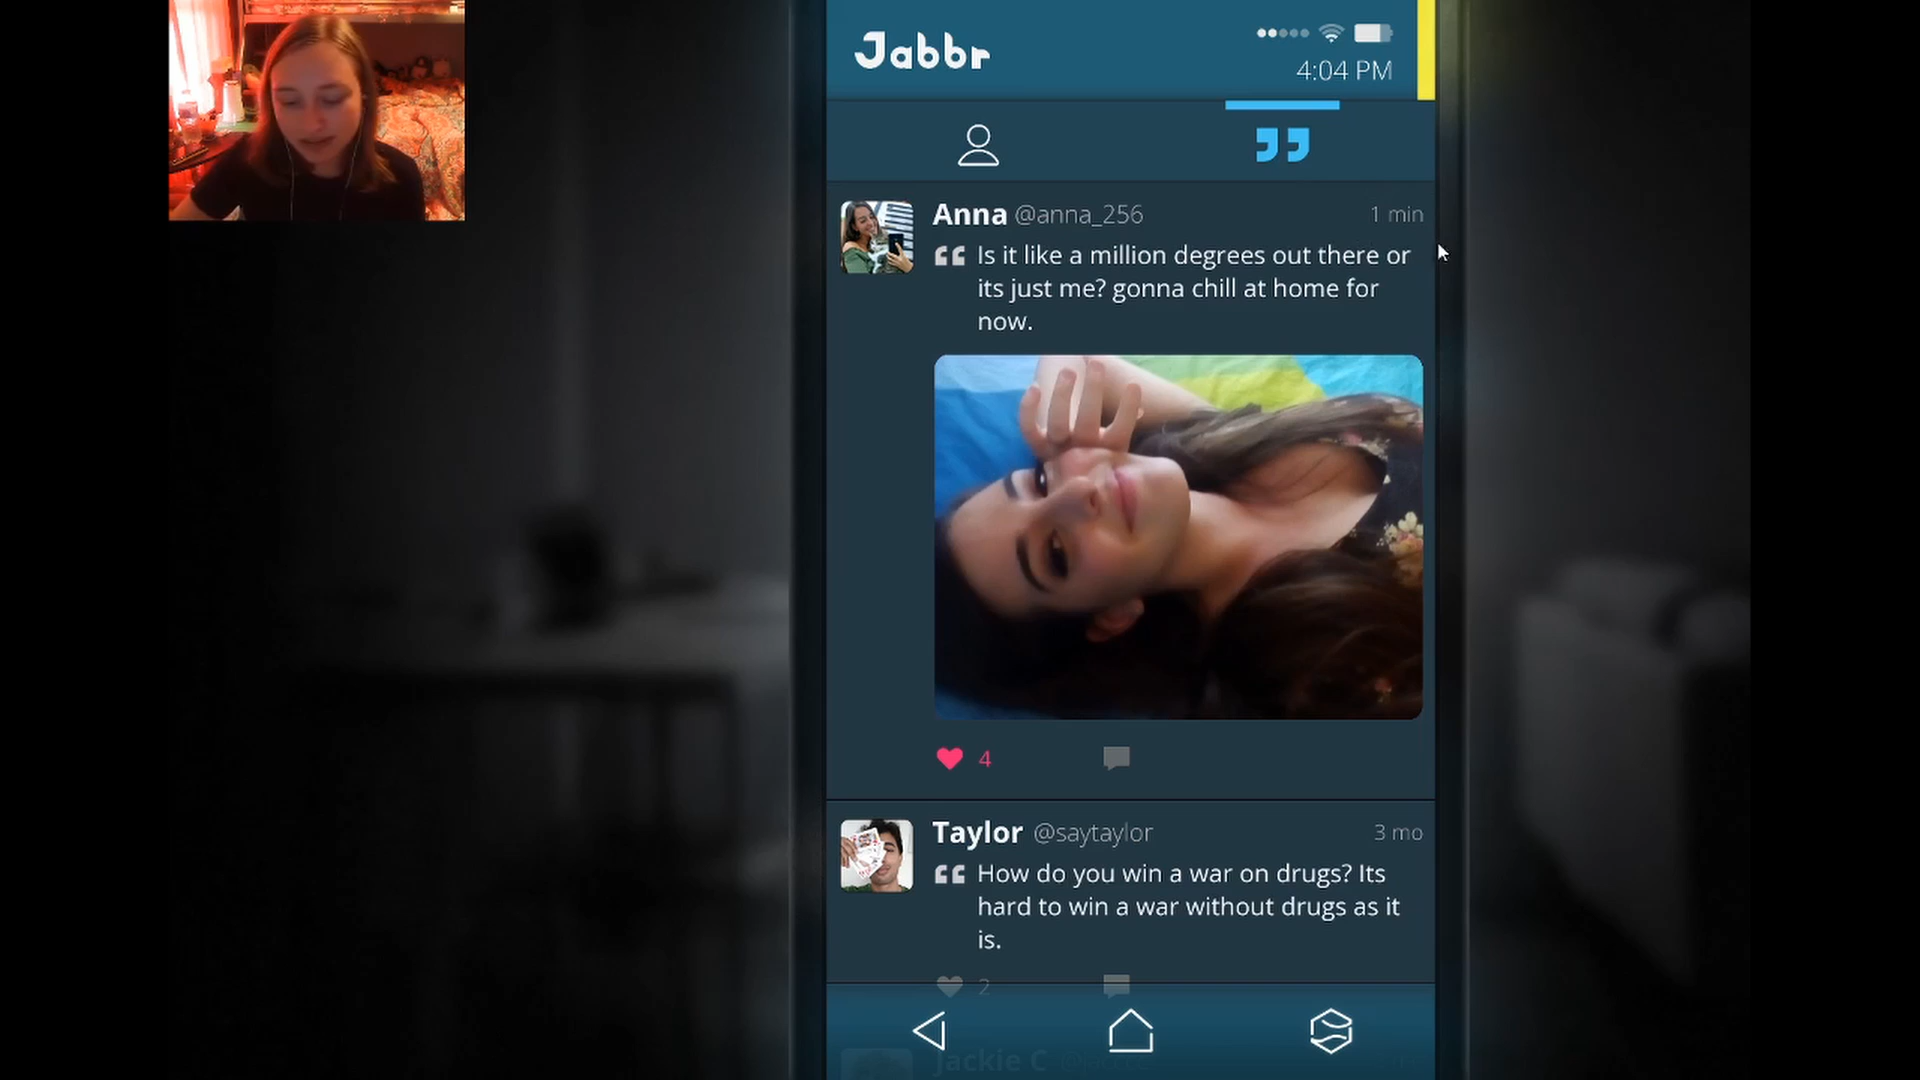 Jabbr
4:04 PM
Anna @anna_256
1 min
Is it like a million degrees out there or
its just me? gonna chill at home for
now.
4
Taylor @saytaylor
3 mo
How do you win a war on drugs? Its
hard to win a war without drugs as it
is.
2
Jackie C